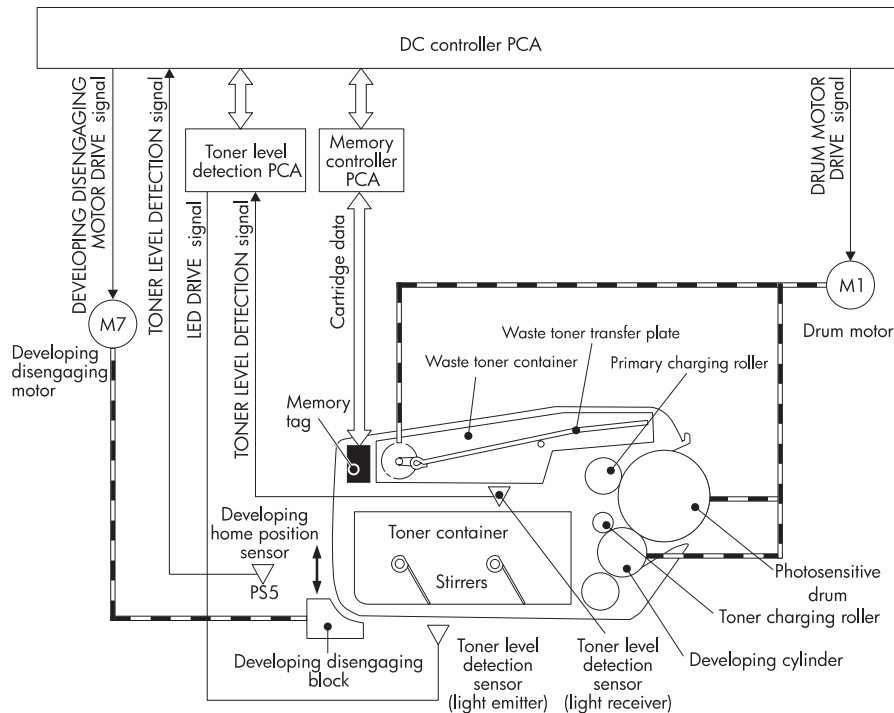 DC controller PCA
DEVELOPING DISENGAGING
MOTOR DRIVE signal
TONER LEVEL DETECTION signal
Toner level
detection PCA
Memory
controller
PCA
DRUM MOTOR
DRIVE signal
LED DRIVE signal
TONER LEVEL DETECTION signal
Cartridge data
M7
Developing
disengaging
motor
M1
Drum motor
Waste toner transfer plate
Waste toner container
Primary charging roller
Memory
tag
Developing
home position
sensor
PS5
Toner container
Stirrers
Photosensitive
drum
Toner charging roller
Developing cylinder
Developing disengaging
block
Toner level
detection
sensor
(light emitter)
Toner level
detection
sensor
(light receiver)